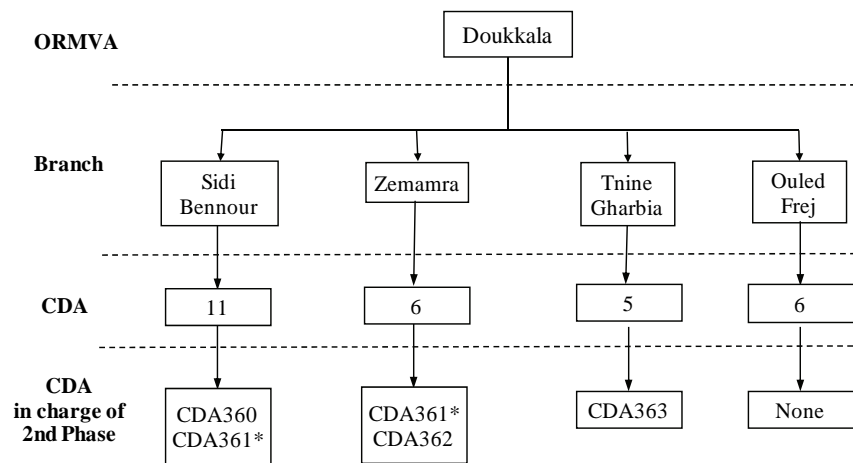 ORMVA
Doukkala
Branch
Sidi
Bennour
Zemamra
Tnine
Gharbia
Ouled
Frej
CDA
11
6
5
6
CDA
in charge of
2nd Phase
CDA360
CDA361*
CDA361*
CDA362
CDA363
None